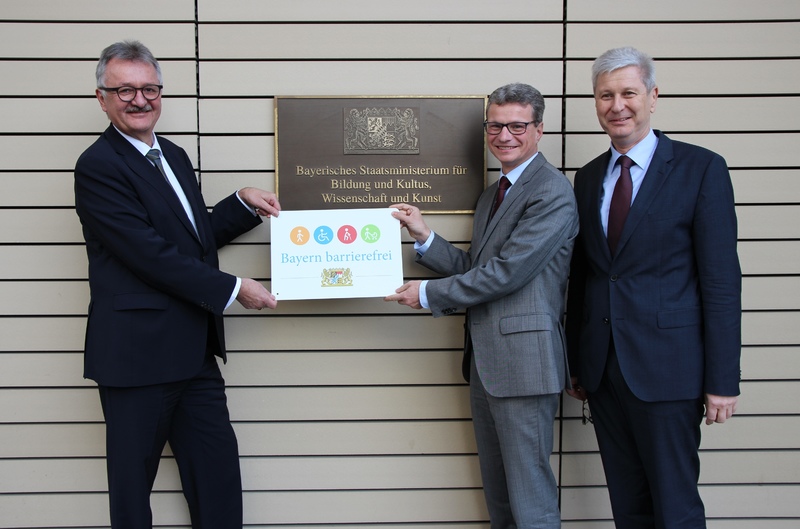 Bayerisches Staatsministerium für
Bildung und Kultus,
Wissenschaft und Kunst
Bayern barrierefrei